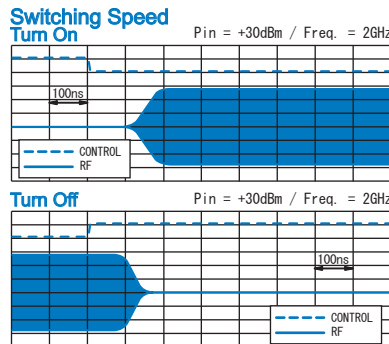 Switching Speed
Turn On Pin = +30dBm / Freq. = 2GHz
100ns
CONTROL
RF
Turn Off Pin = +30dBm / Freq. = 2GHz
100ns
CONTROL
RF